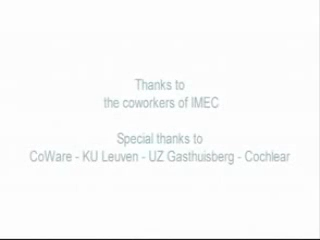 Thanks to
the coworkers of IMEC
Special thanks to
CoWare - KU Leuven - UZ Gasthuisberg - Cochlear